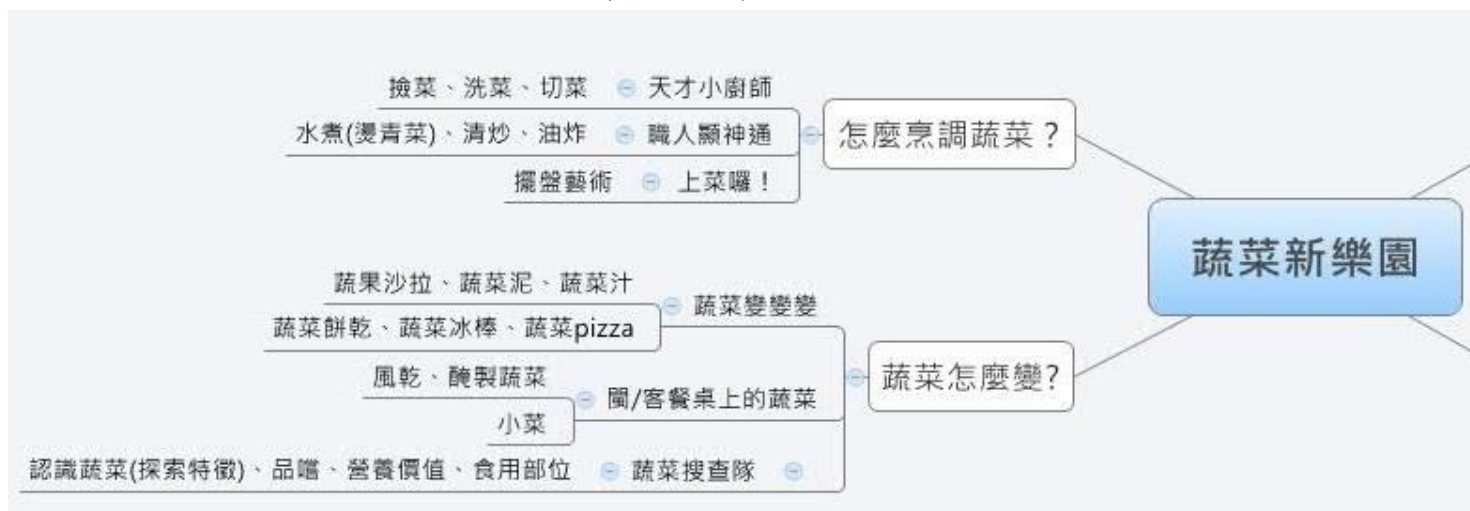 撿菜、洗菜、切菜
天才小廚師
水煮(燙青菜)、清炒、油炸
職人顯神通
擺盤藝術
上菜囉！
怎麼烹調蔬菜？
蔬菜新樂園
蔬果沙拉、蔬菜泥、蔬菜汁
蔬菜餅乾、蔬菜冰棒、蔬菜pizza
蔬菜變變變
風乾、醃製蔬菜
小菜
閩/客餐桌上的蔬菜
認識蔬菜(探索特徵)、品嚐、營養價值、食用部位
蔬菜搜查隊
蔬菜怎麼變?